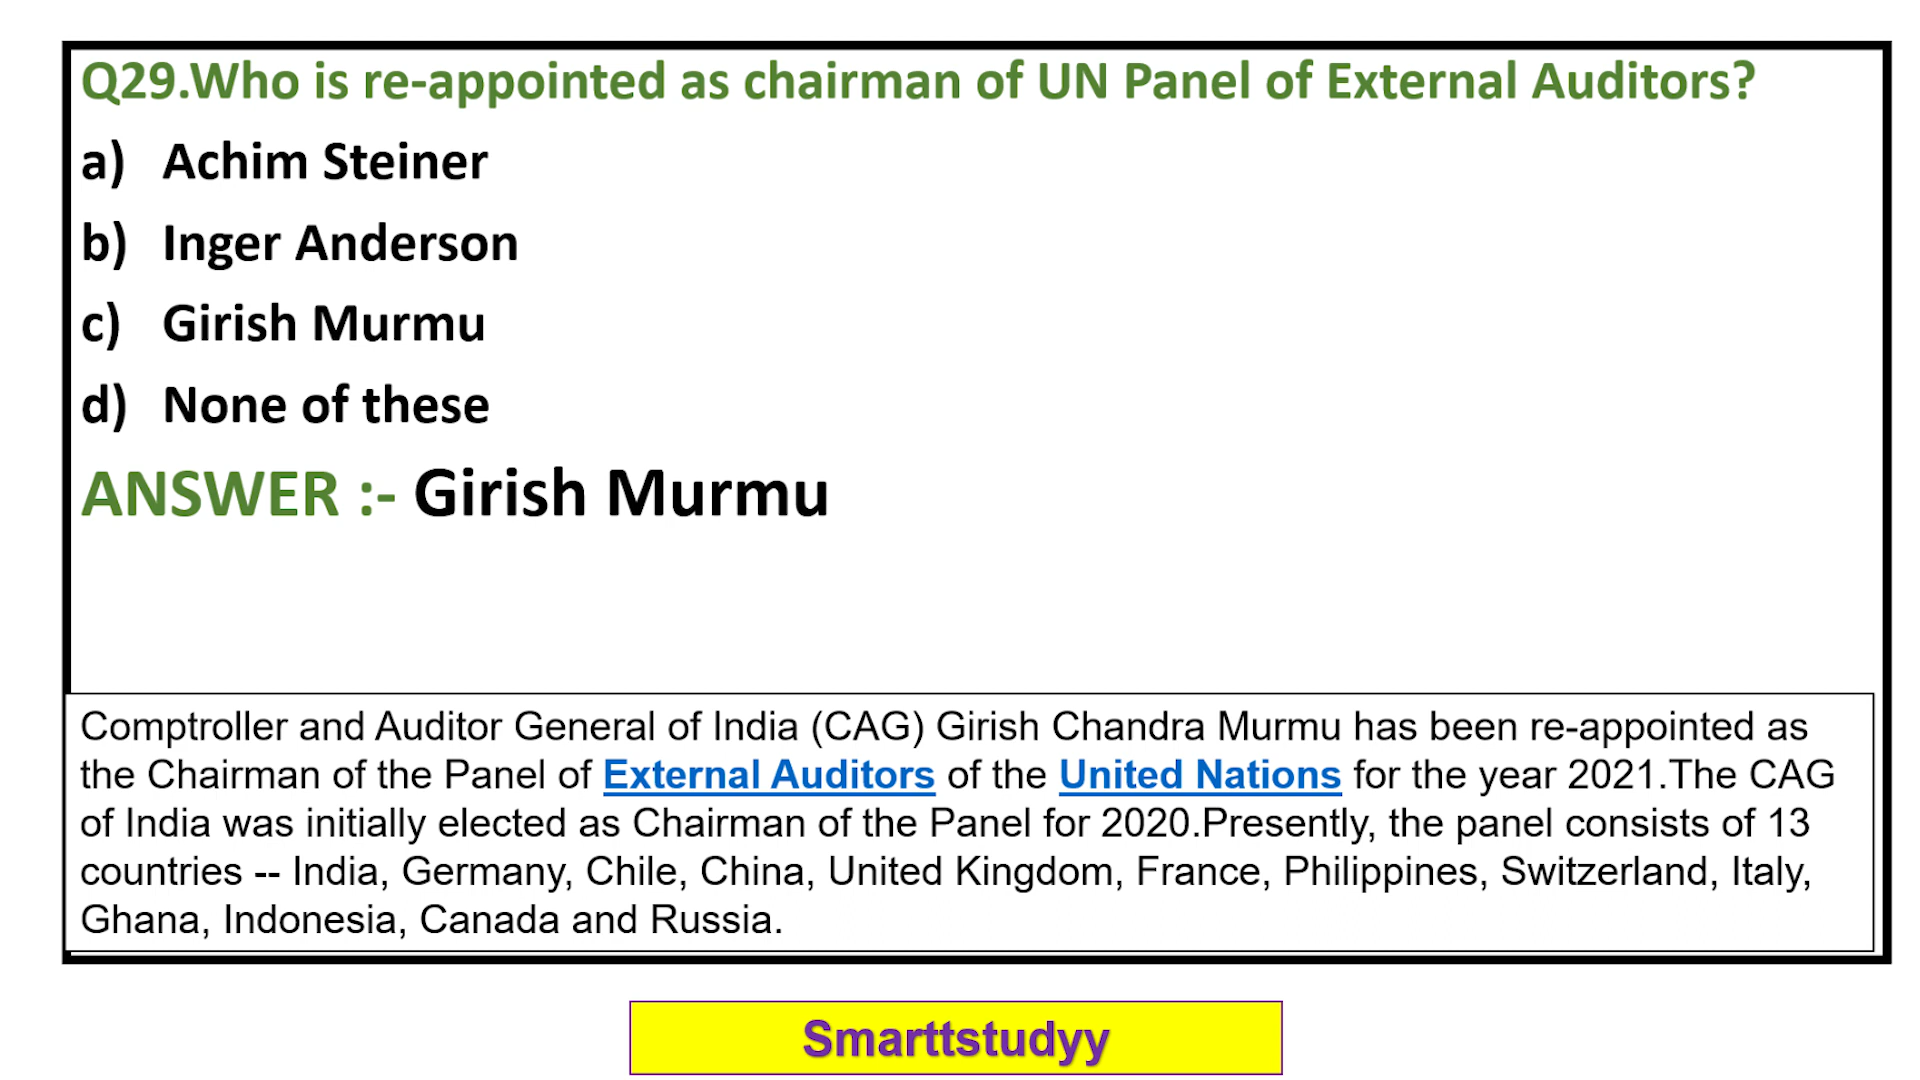 Q29.Who is re-appointed as chairman of UN Panel of External Auditors?
a) Achim Steiner
b) Inger Anderson
c) Girish Murmu
d) None of these
ANSWER :- Girish Murmu
Comptroller and Auditor General of India (CAG) Girish Chandra Murmu has been re-appointed as
the Chairman of the Panel of External Auditors of the United Nations for the year 2021.The CAG
of India was initially elected as Chairman of the Panel for 2020.Presently, the panel consists of 13
countries -- India, Germany, Chile, China, United Kingdom, France, Philippines, Switzerland, Italy,
Ghana, Indonesia, Canada and Russia.
Smarttstudyy